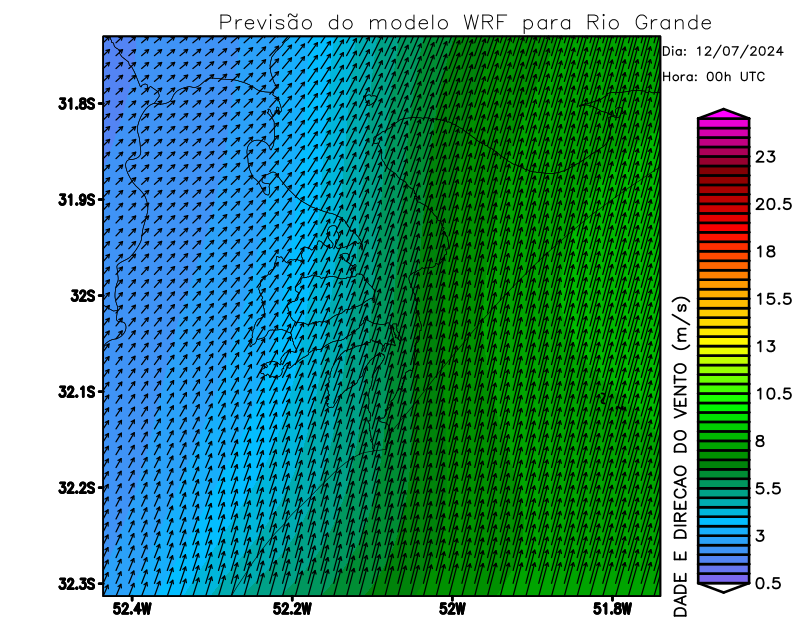 Previsão do modelo WRF para Rio Grande
Dia: 12/07/2024
Hora: 00h UTC
31.8S
31.9S
32S
32.1S
32.2S
32.3S
52.4W
52.2W
52W
51.8W
23
20.5
18
15.5
13
10.5
8
5.5
3
0.5
DADE E DIRECAO DO VENTO (m/s)